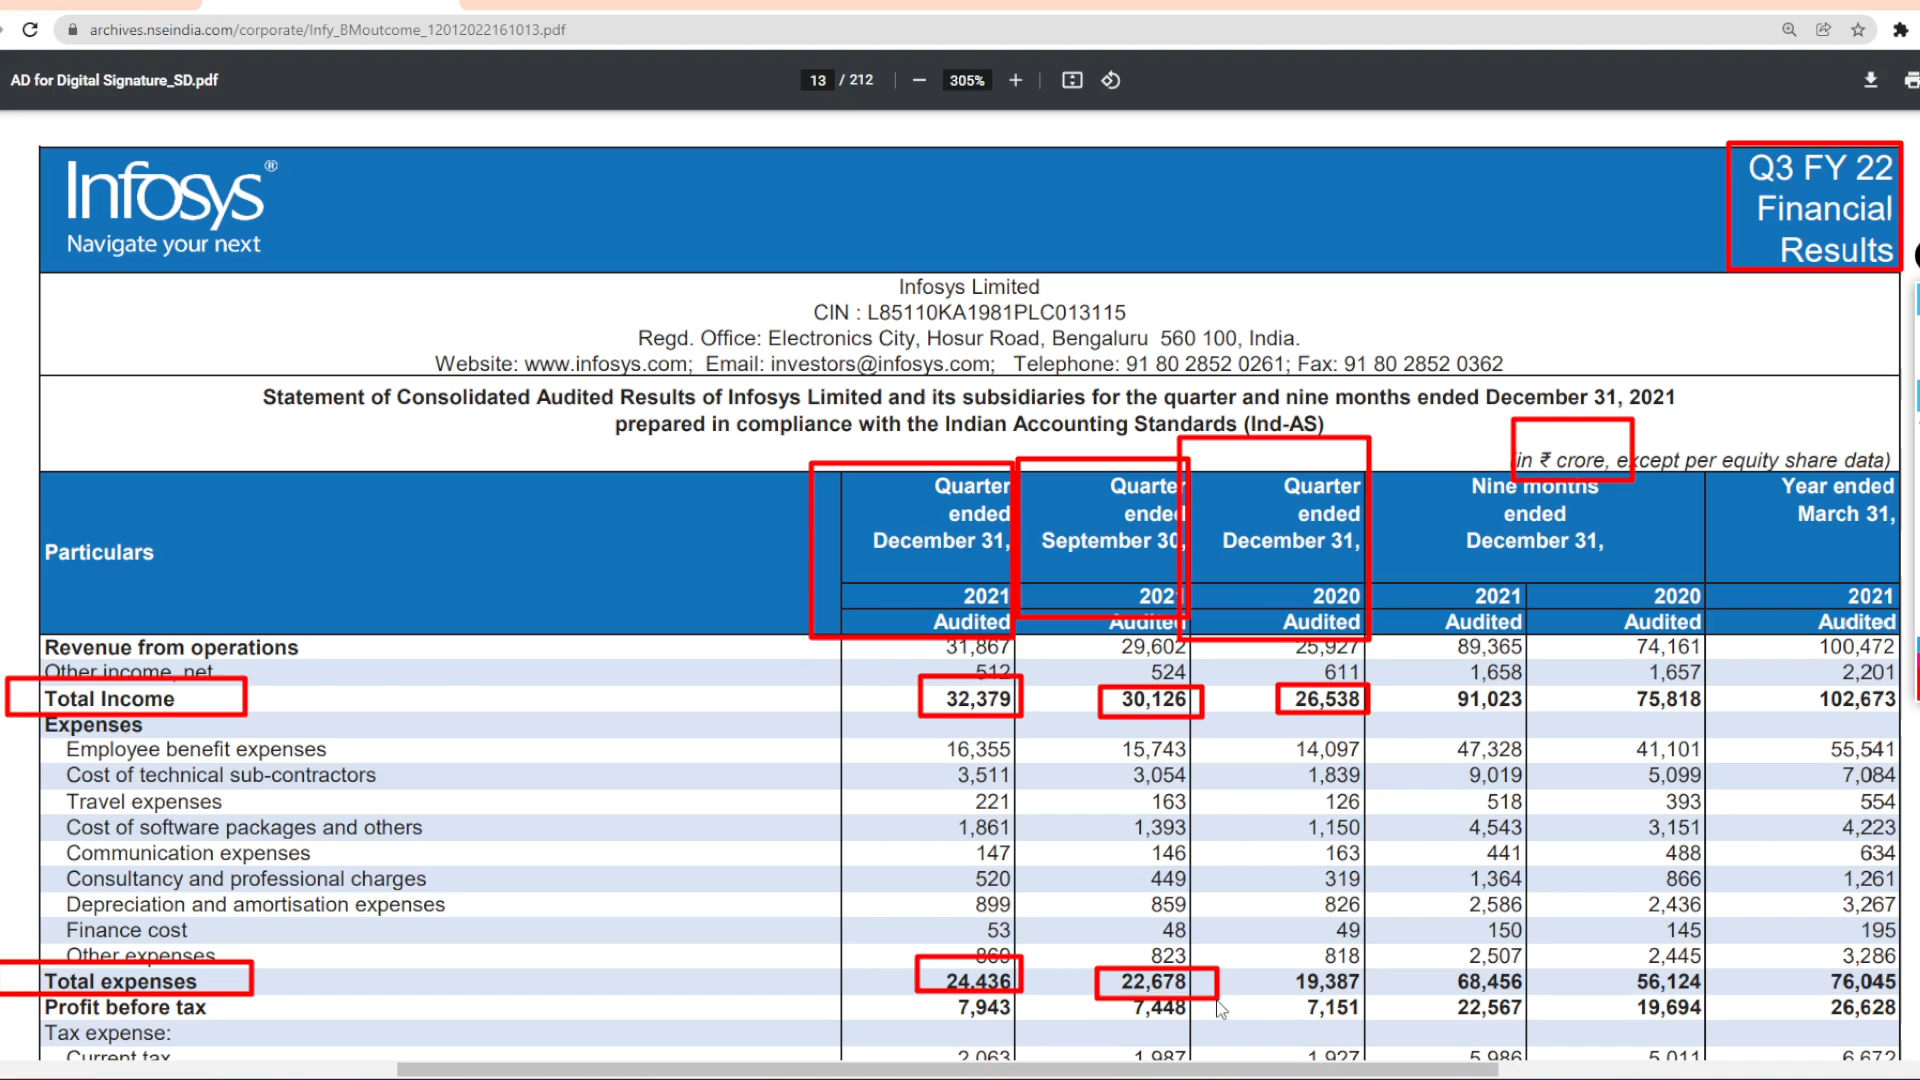 archives.nseindia.com/corporate/Infy_BMoutcome_12012022161013.pdf
AD for Digital Signature_SD.pdf
13 / 212
305%
Infosys®
Navigate your next
Q3 FY 22
Financial
Results
Infosys Limited
CIN : L85110KA1981PLC013115
Regd. Office: Electronics City, Hosur Road, Bengaluru 560 100, India.
Website: www.infosys.com; Email: investors@infosys.com; Telephone: 91 80 2852 0261; Fax: 91 80 2852 0362
Statement of Consolidated Audited Results of Infosys Limited and its subsidiaries for the quarter and nine months ended December 31, 2021
prepared in compliance with the Indian Accounting Standards (Ind-AS)
(in ₹ crore, except per equity share data)
Particulars
Quarter ended December 31, Quarter ended September 30, Quarter ended December 31, Nine months ended December 31, Year ended March 31,
2021 2021 2020 2021 2020 2021
Audited Audited Audited Audited Audited Audited
Revenue from operations 31,867 29,602 25,927 89,365 74,161 100,472
Other income, net 512 524 611 1,658 1,657 2,201
Total Income 32,379 30,126 26,538 91,023 75,818 102,673
Expenses
Employee benefit expenses 16,355 15,743 14,097 47,328 41,101 55,541
Cost of technical sub-contractors 3,511 3,054 1,839 9,019 5,099 7,084
Travel expenses 221 163 126 518 393 554
Cost of software packages and others 1,861 1,393 1,150 4,543 3,151 4,223
Communication expenses 147 146 163 441 488 634
Consultancy and professional charges 520 449 319 1,364 866 1,261
Depreciation and amortisation expenses 899 859 826 2,586 2,436 3,267
Finance cost 53 48 49 150 145 195
Other expenses 869 823 818 2,507 2,445 3,286
Total expenses 24,436 22,678 19,387 68,456 56,124 76,045
Profit before tax 7,943 7,448 7,151 22,567 19,694 26,628
Tax expense:
Current tax 2,063 1,987 1,927 5,986 5,011 6,672